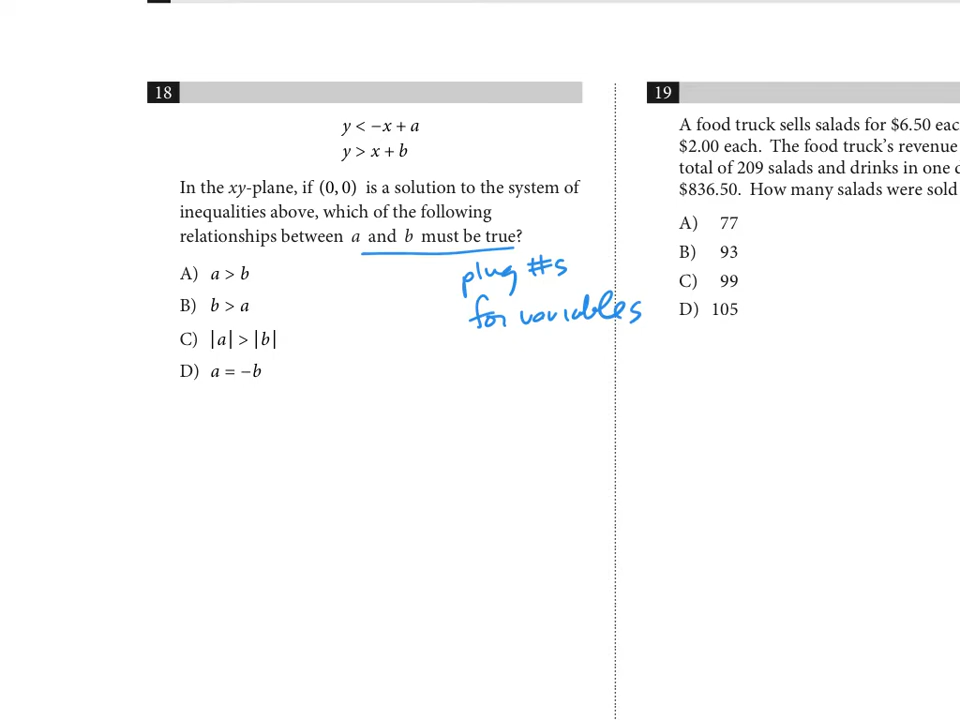 18
y < −x + a
y > x + b
In the xy-plane, if (0, 0) is a solution to the system of
inequalities above, which of the following
relationships between a and b must be true?
A) a > b
B) b > a
C) |a| > |b|
D) a = −b
plug #s
for variables
19
A food truck sells salads for $6.50 eac
$2.00 each. The food truck’s revenue
total of 209 salads and drinks in one d
$836.50. How many salads were sold
A) 77
B) 93
C) 99
D) 105